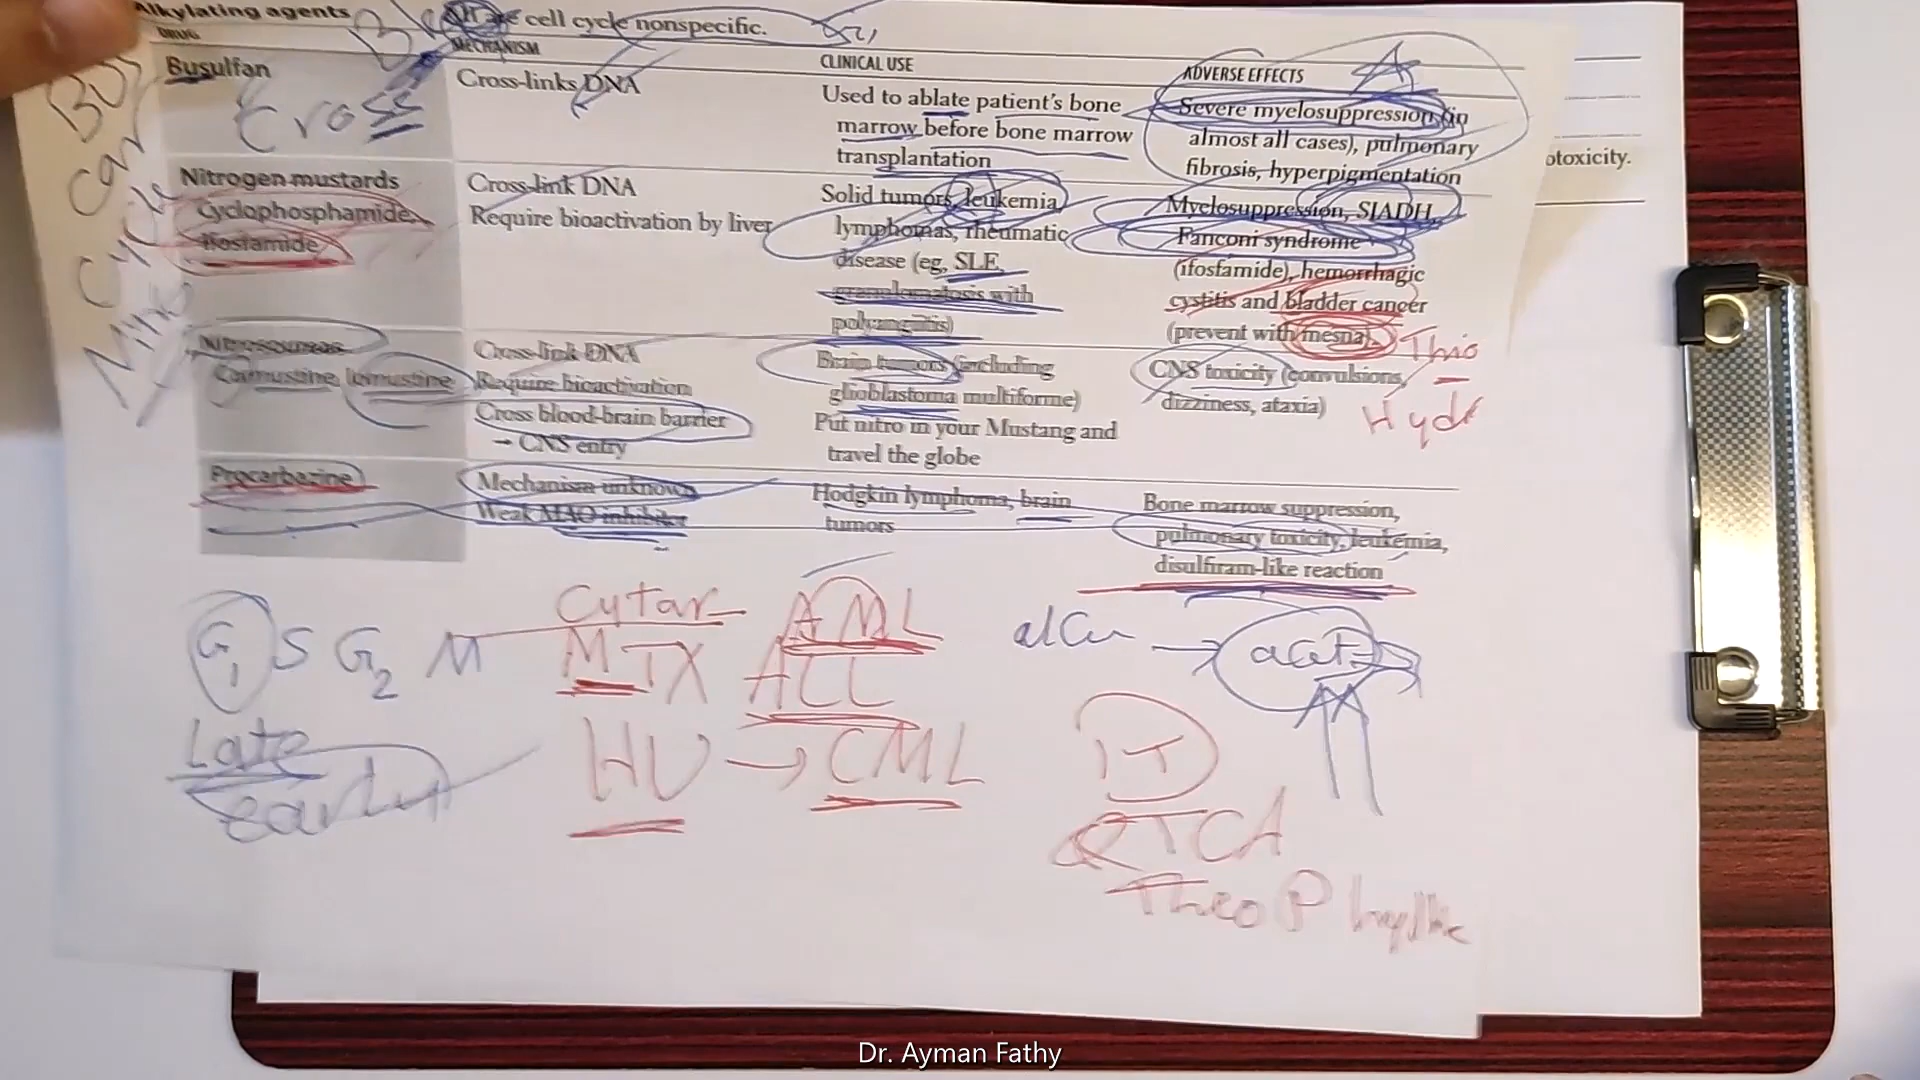 Alkylating agents
All are cell cycle nonspecific.
DRUG
MECHANISM
CLINICAL USE
ADVERSE EFFECTS
Busulfan
Cross-links DNA
Used to ablate patient's bone
marrow before bone marrow
transplantation
Severe myelosuppression (in
almost all cases), pulmonary
fibrosis, hyperpigmentation
Cross
Nitrogen mustards
Cyclophosphamide,
ifosfamide
Cross-link DNA
Require bioactivation by liver
Solid tumors, leukemia,
lymphomas, rheumatic
disease (eg, SLE,
granulomatosis with
polyangiitis)
Myelosuppression, SIADH,
Fanconi syndrome
(ifosfamide), hemorrhagic
cystitis and bladder cancer
(prevent with mesna).
Thio
Hyd
Nitrosoureas
Carmustine, lomustine
Cross-link DNA
Require bioactivation
Cross blood-brain barrier
→ CNS entry
Brain tumors (including
glioblastoma multiforme)
Put nitro in your Mustang and
travel the globe
CNS toxicity (convulsions,
dizziness, ataxia)
Procarbazine
Mechanism unknown
Weak MAO inhibitor
Hodgkin lymphoma, brain
tumors
Bone marrow suppression,
pulmonary toxicity, leukemia,
disulfiram-like reaction
otoxicity.
G1 S G2 M
Late
Early
Cytar
AML
MTX ALL
HU → CML
TCA
Theophylline
Dr. Ayman Fathy